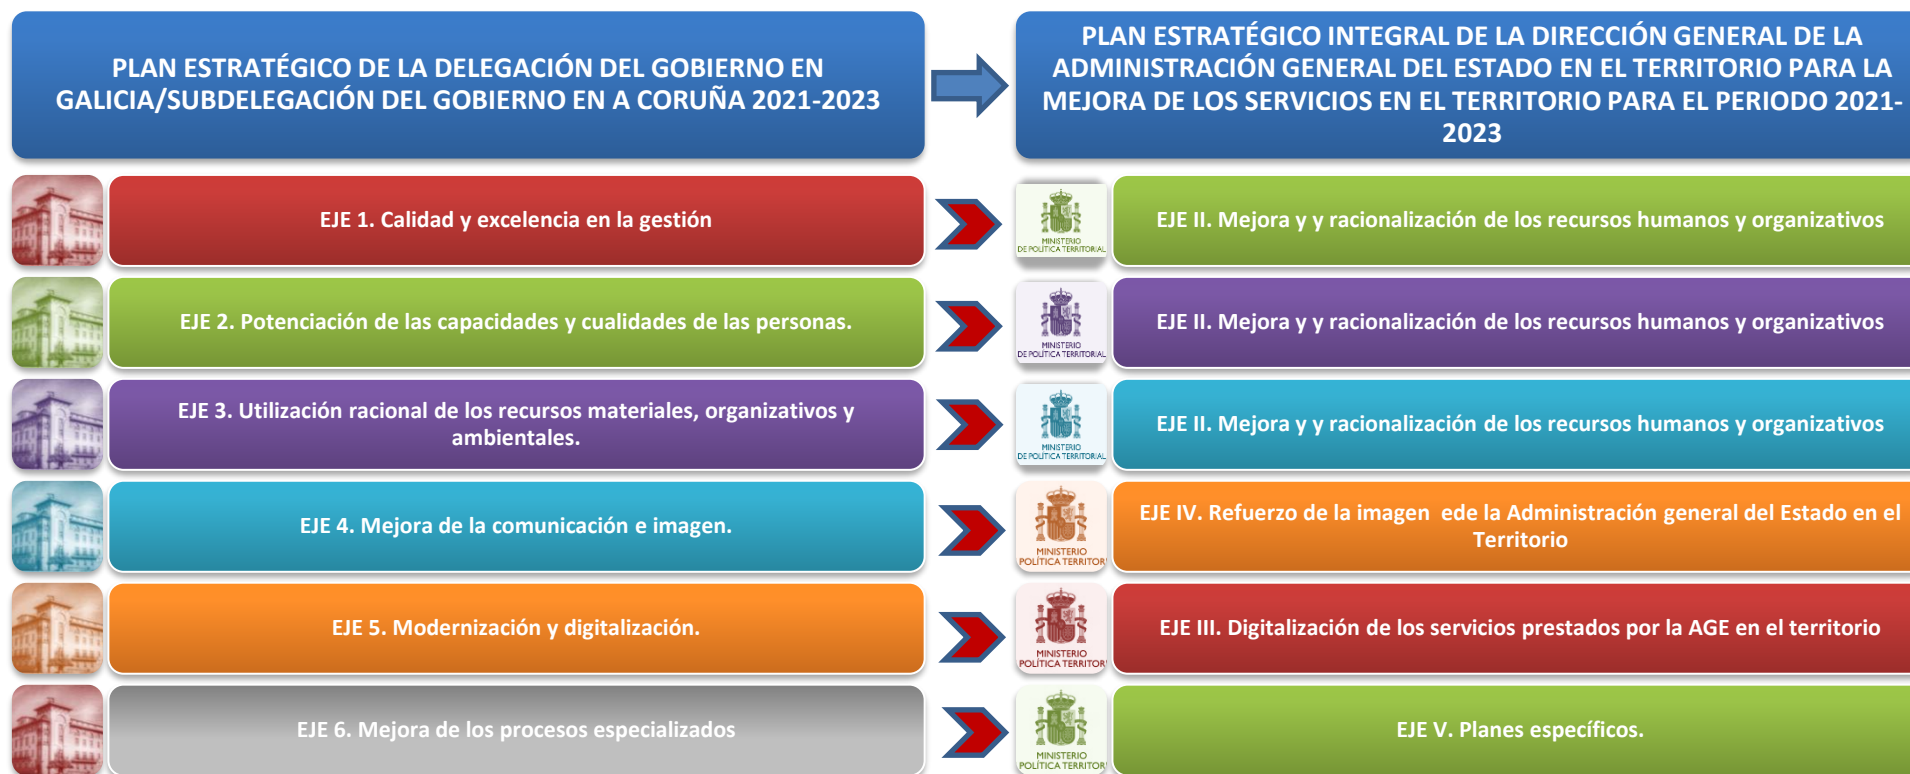 PLAN ESTRATÉGICO DE LA DELEGACIÓN DEL GOBIERNO EN
GALICIA/SUBDELEGACIÓN DEL GOBIERNO EN A CORUÑA 2021-2023
PLAN ESTRATÉGICO INTEGRAL DE LA DIRECCIÓN GENERAL DE LA
ADMINISTRACIÓN GENERAL DEL ESTADO EN EL TERRITORIO PARA LA
MEJORA DE LOS SERVICIOS EN EL TERRITORIO PARA EL PERIODO 2021-
2023
EJE 1. Calidad y excelencia en la gestión
MINISTERIO
DE POLÍTICA TERRITORIAL
EJE II. Mejora y y racionalización de los recursos humanos y organizativos
EJE 2. Potenciación de las capacidades y cualidades de las personas.
MINISTERIO
DE POLÍTICA TERRITORIAL
EJE II. Mejora y y racionalización de los recursos humanos y organizativos
EJE 3. Utilización racional de los recursos materiales, organizativos y
ambientales.
MINISTERIO
DE POLÍTICA TERRITORIAL
EJE II. Mejora y y racionalización de los recursos humanos y organizativos
EJE 4. Mejora de la comunicación e imagen.
MINISTERIO
POLÍTICA TERRITOR
EJE IV. Refuerzo de la imagen  ede la Administración general del Estado en el
Territorio
EJE 5. Modernización y digitalización.
MINISTERIO
POLÍTICA TERRITOR
EJE III. Digitalización de los servicios prestados por la AGE en el territorio
EJE 6. Mejora de los procesos especializados
MINISTERIO
POLÍTICA TERRITOR
EJE V. Planes específicos.